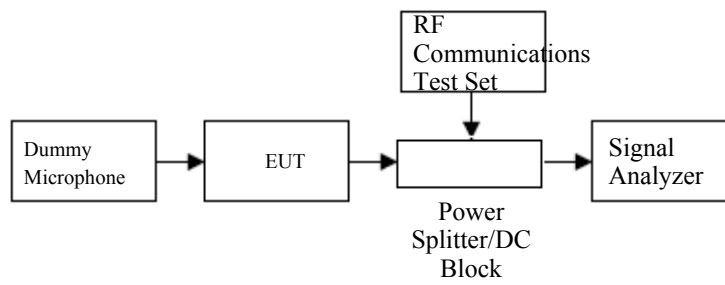 RF
Communications
Test Set
Dummy
Microphone
EUT
Signal
Analyzer
Power
Splitter/DC
Block